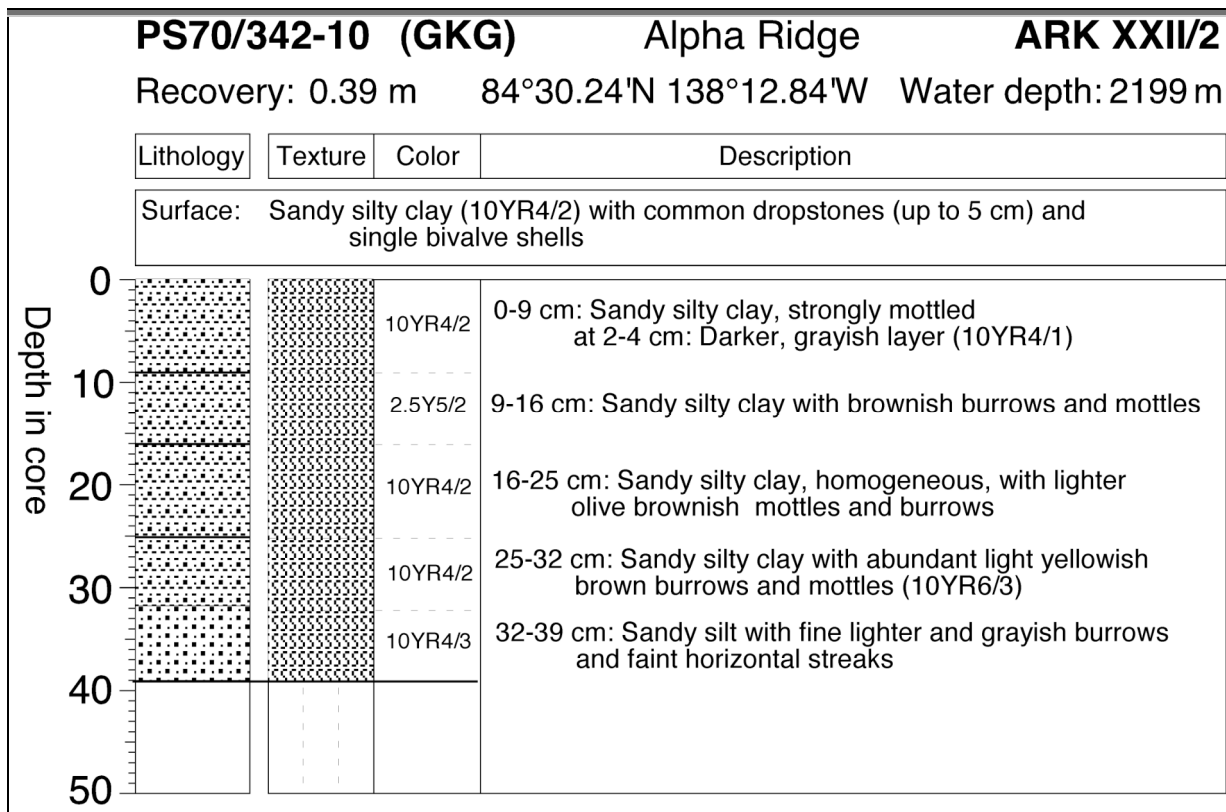 PS70/342-10 (GKG) Alpha Ridge ARK XXII/2
Recovery: 0.39 m 84°30.24'N 138°12.84'W Water depth: 2199 m
Lithology Texture Color Description
Surface: Sandy silty clay (10YR4/2) with common dropstones (up to 5 cm) and
single bivalve shells
Depth in core
0
10
20
30
40
50
10YR4/2
2.5Y5/2
10YR4/2
10YR4/2
10YR4/3
0-9 cm: Sandy silty clay, strongly mottled
at 2-4 cm: Darker, grayish layer (10YR4/1)
9-16 cm: Sandy silty clay with brownish burrows and mottles
16-25 cm: Sandy silty clay, homogeneous, with lighter
olive brownish mottles and burrows
25-32 cm: Sandy silty clay with abundant light yellowish
brown burrows and mottles (10YR6/3)
32-39 cm: Sandy silt with fine lighter and grayish burrows
and faint horizontal streaks